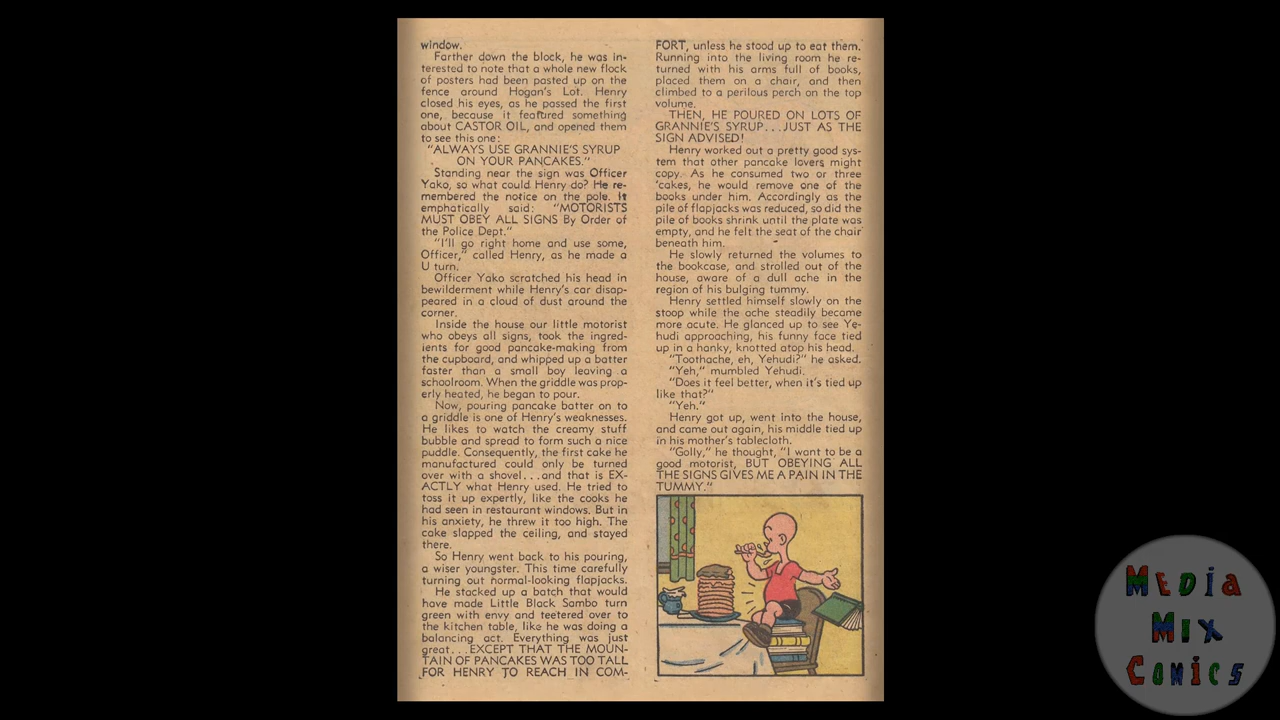 window.
Farther down the block, he was in-
terested to note that a whole new flock
of posters had been pasted up on the
fence around Hogan's Lot. Henry
closed his eyes, as he passed the first
one, because it featured something
about CASTOR OIL, and opened them
to see this one:
"ALWAYS USE GRANNIE'S SYRUP
ON YOUR PANCAKES."
Standing near the sign was Officer
Yako, so what could Henry do? He re-
membered the notice on the pole. It
emphatically said: "MOTORISTS
MUST OBEY ALL SIGNS By Order of
the Police Dept."
"I'll go right home and use some,
Officer," called Henry, as he made a
U turn.
Officer Yako scratched his head in
bewilderment while Henry's car disap-
peared in a cloud of dust around the
corner.
Inside the house our little motorist
who obeys all signs, took the ingred-
ients for good pancake-making from
the cupboard, and whipped up a batter
faster than a small boy leaving a
schoolroom. When the griddle was prop-
erly heated, he began to pour.
Now, pouring pancake batter on to
a griddle is one of Henry's weaknesses.
He likes to watch the creamy stuff
bubble and spread to form such a nice
puddle. Consequently, the first cake he
manufactured could only be turned
over with a shovel...and that is EX-
ACTLY what Henry used. He tried to
toss it up expertly, like the cooks he
had seen in restaurant windows. But in
his anxiety, he threw it too high. The
cake slapped the ceiling, and stayed
there.
So Henry went back to his pouring,
a wiser youngster. This time carefully
turning out normal-looking flapjacks.
He stacked up a batch that would
have made Little Black Sambo turn
green with envy and teetered over to
the kitchen table, like he was doing a
balancing act. Everything was just
great...EXCEPT THAT THE MOUN-
TAIN OF PANCAKES WAS TOO TALL
FOR HENRY TO REACH IN COM-
FORT, unless he stood up to eat them.
Running into the living room he re-
turned with his arms full of books,
placed them on a chair, and then
climbed to a perilous perch on the top
volume.
THEN, HE POURED ON LOTS OF
GRANNIE'S SYRUP...JUST AS THE
SIGN ADVISED!
Henry worked out a pretty good sys-
tem that other pancake lovers might
copy. As he consumed two or three
'cakes, he would remove one of the
books under him. Accordingly as the
pile of flapjacks was reduced, so did the
pile of books shrink until the plate was
empty, and he felt the seat of the chair
beneath him.
He slowly returned the volumes to
the bookcase, and strolled out of the
house, aware of a dull ache in the
region of his bulging tummy.
Henry settled himself slowly on the
stoop while the ache steadily became
more acute. He glanced up to see Ye-
hudi approaching, his funny face tied
up in a hanky, knotted atop his head.
"Toothache, eh, Yehudi?" he asked.
"Yeh," mumbled Yehudi.
"Does it feel better, when it's tied up
like that?"
"Yeh."
Henry got up, went into the house,
and came out again, his middle tied up
in his mother's tablecloth.
"Golly," he thought, "I want to be a
good motorist, BUT OBEYING ALL
THE SIGNS GIVES ME A PAIN IN THE
TUMMY."
MEDiA
MIX
COMICS